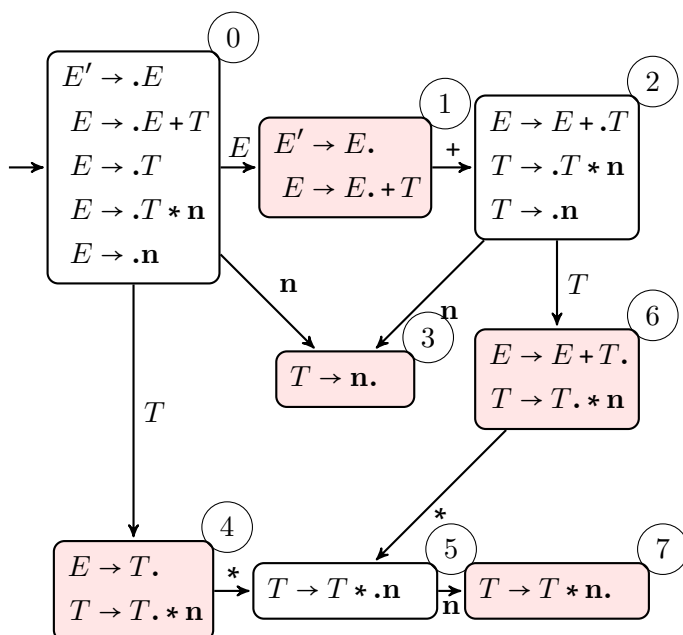 0
E′ → .E
E → .E + T
E → .T
E → .T * n
E → .n
E
1
E′ → E.
E → E. + T
+
2
E → E + .T
T → .T * n
T → .n
n
n
T
3
T → n.
6
E → E + T.
T → T. * n
T
*
4
E → T.
T → T. * n
*
5
T → T * .n
n
7
T → T * n.